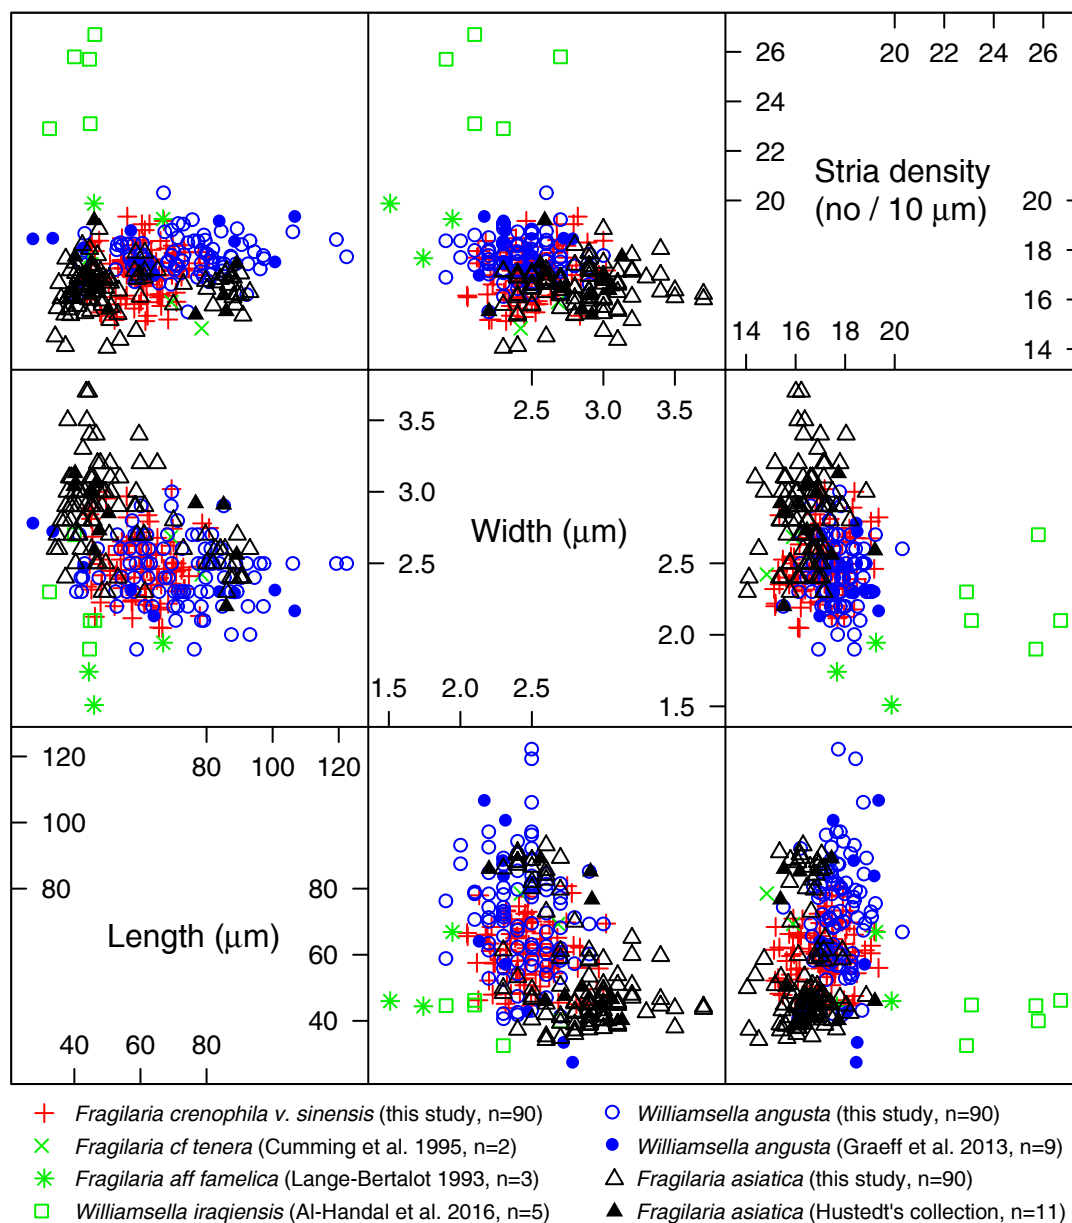 20 22 24 26
26
24
22
20
18
16
14
Stria density
(no / 10 μm)
20
18
16
14
14 16 18 20
2.5 3.0 3.5
3.5
3.0
2.5
Width (μm)
2.5
2.0
1.5
1.5 2.0 2.5
80 100 120
120
100
80
Length (μm)
80
60
40
40 60 80
Fragilaria crenophila v. sinensis (this study, n=90)
Fragilaria cf tenera (Cumming et al. 1995, n=2)
Fragilaria aff famelica (Lange-Bertalot 1993, n=3)
Williamsella iraqiensis (Al-Handal et al. 2016, n=5)
Williamsella angusta (this study, n=90)
Williamsella angusta (Graeff et al. 2013, n=9)
Fragilaria asiatica (this study, n=90)
Fragilaria asiatica (Hustedt's collection, n=11)